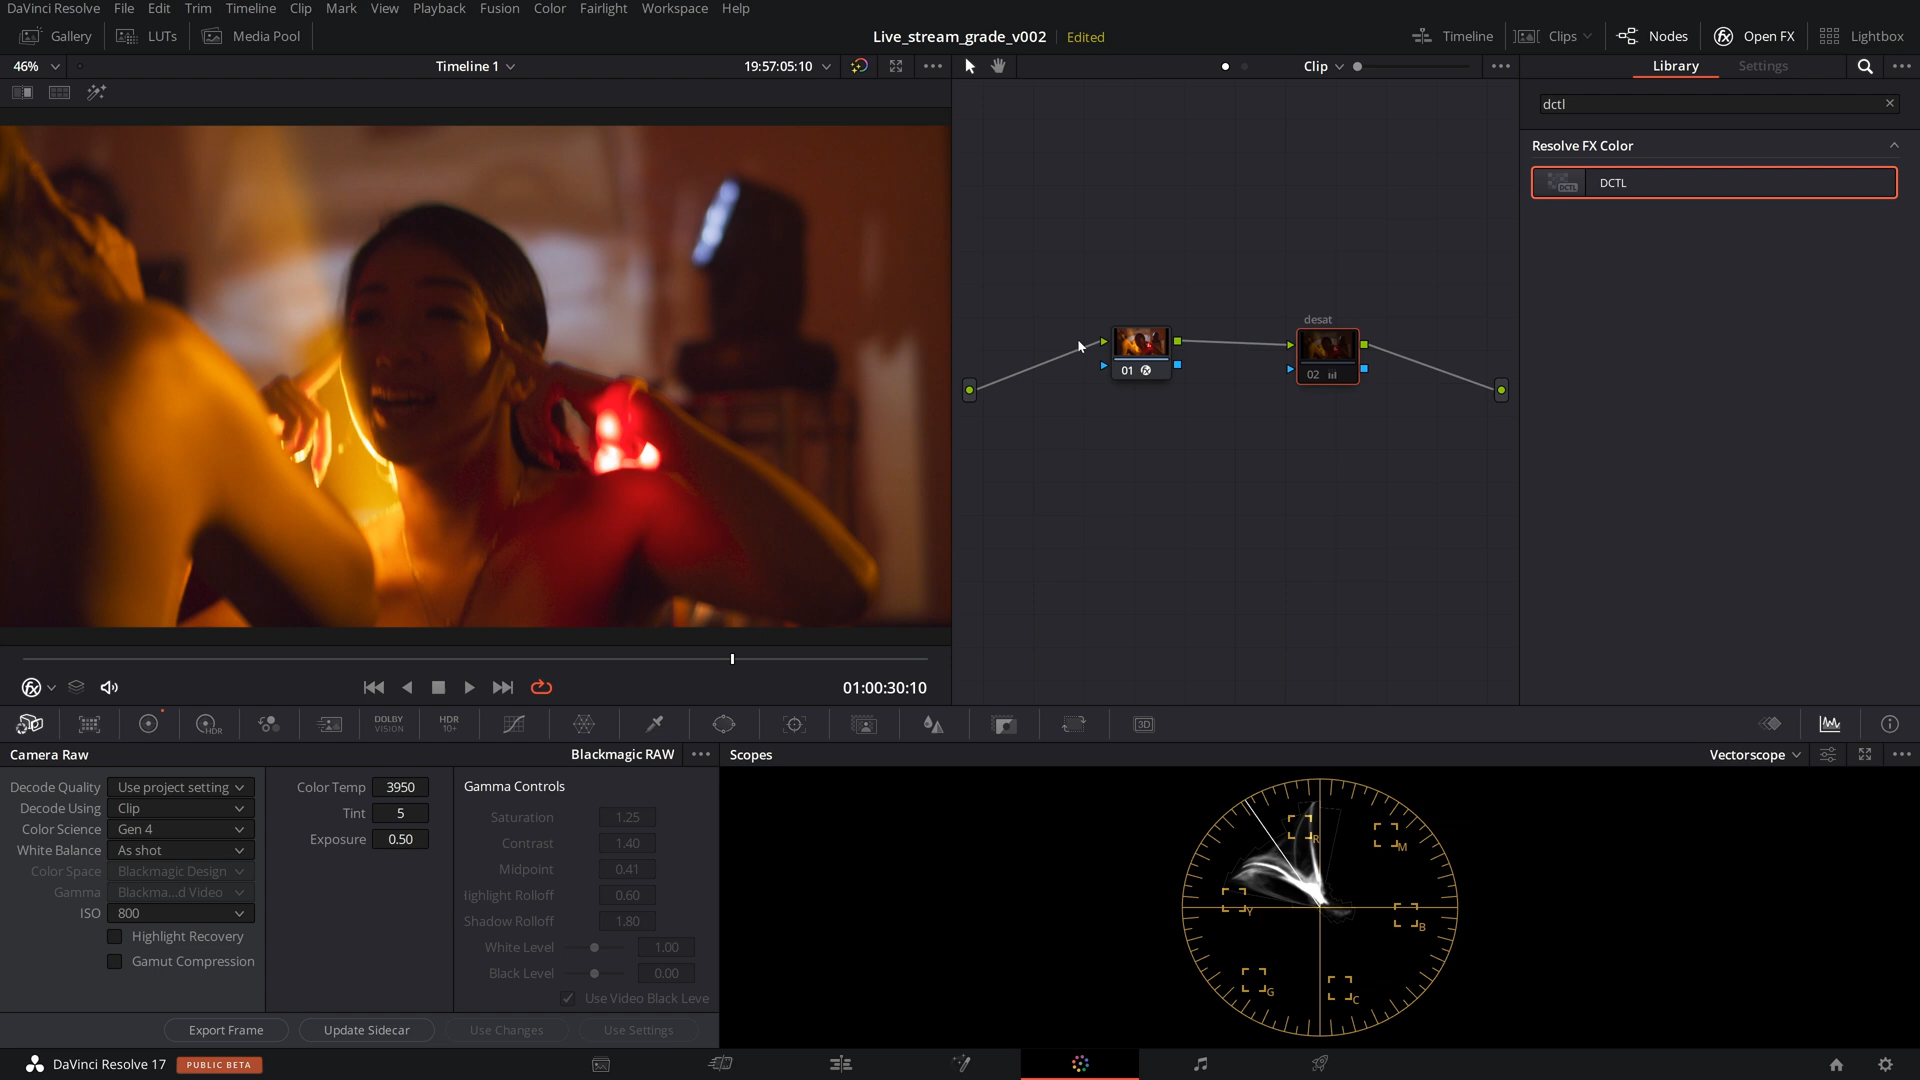 DaVinci Resolve File Edit Trim Timeline Clip Mark View Playback Fusion Color Fairlight Workspace Help
Gallery LUTs Media Pool Live_stream_grade_v002 Edited Timeline Clips Nodes Open FX Lightbox
46% Timeline 1 19:57:05:10 Clip Library Settings
dctl
Resolve FX Color
DCTL DCTL
desat
01
02
01:00:30:10
HDR DOLBY VISION HDR 10+ 3D
Camera Raw Blackmagic RAW Scopes Vectorscope
Decode Quality Use project setting
Decode Using Clip
Color Science Gen 4
White Balance As shot
Color Space Blackmagic Design
Gamma Blackma...d Video
ISO 800
Highlight Recovery
Gamut Compression
Color Temp 3950
Tint 5
Exposure 0.50
Gamma Controls
Saturation 1.25
Contrast 1.40
Midpoint 0.41
Highlight Rolloff 0.60
Shadow Rolloff 1.80
White Level 1.00
Black Level 0.00
Use Video Black Leve
R
M
Y
B
G
C
Export Frame Update Sidecar Use Changes Use Settings
DaVinci Resolve 17 PUBLIC BETA